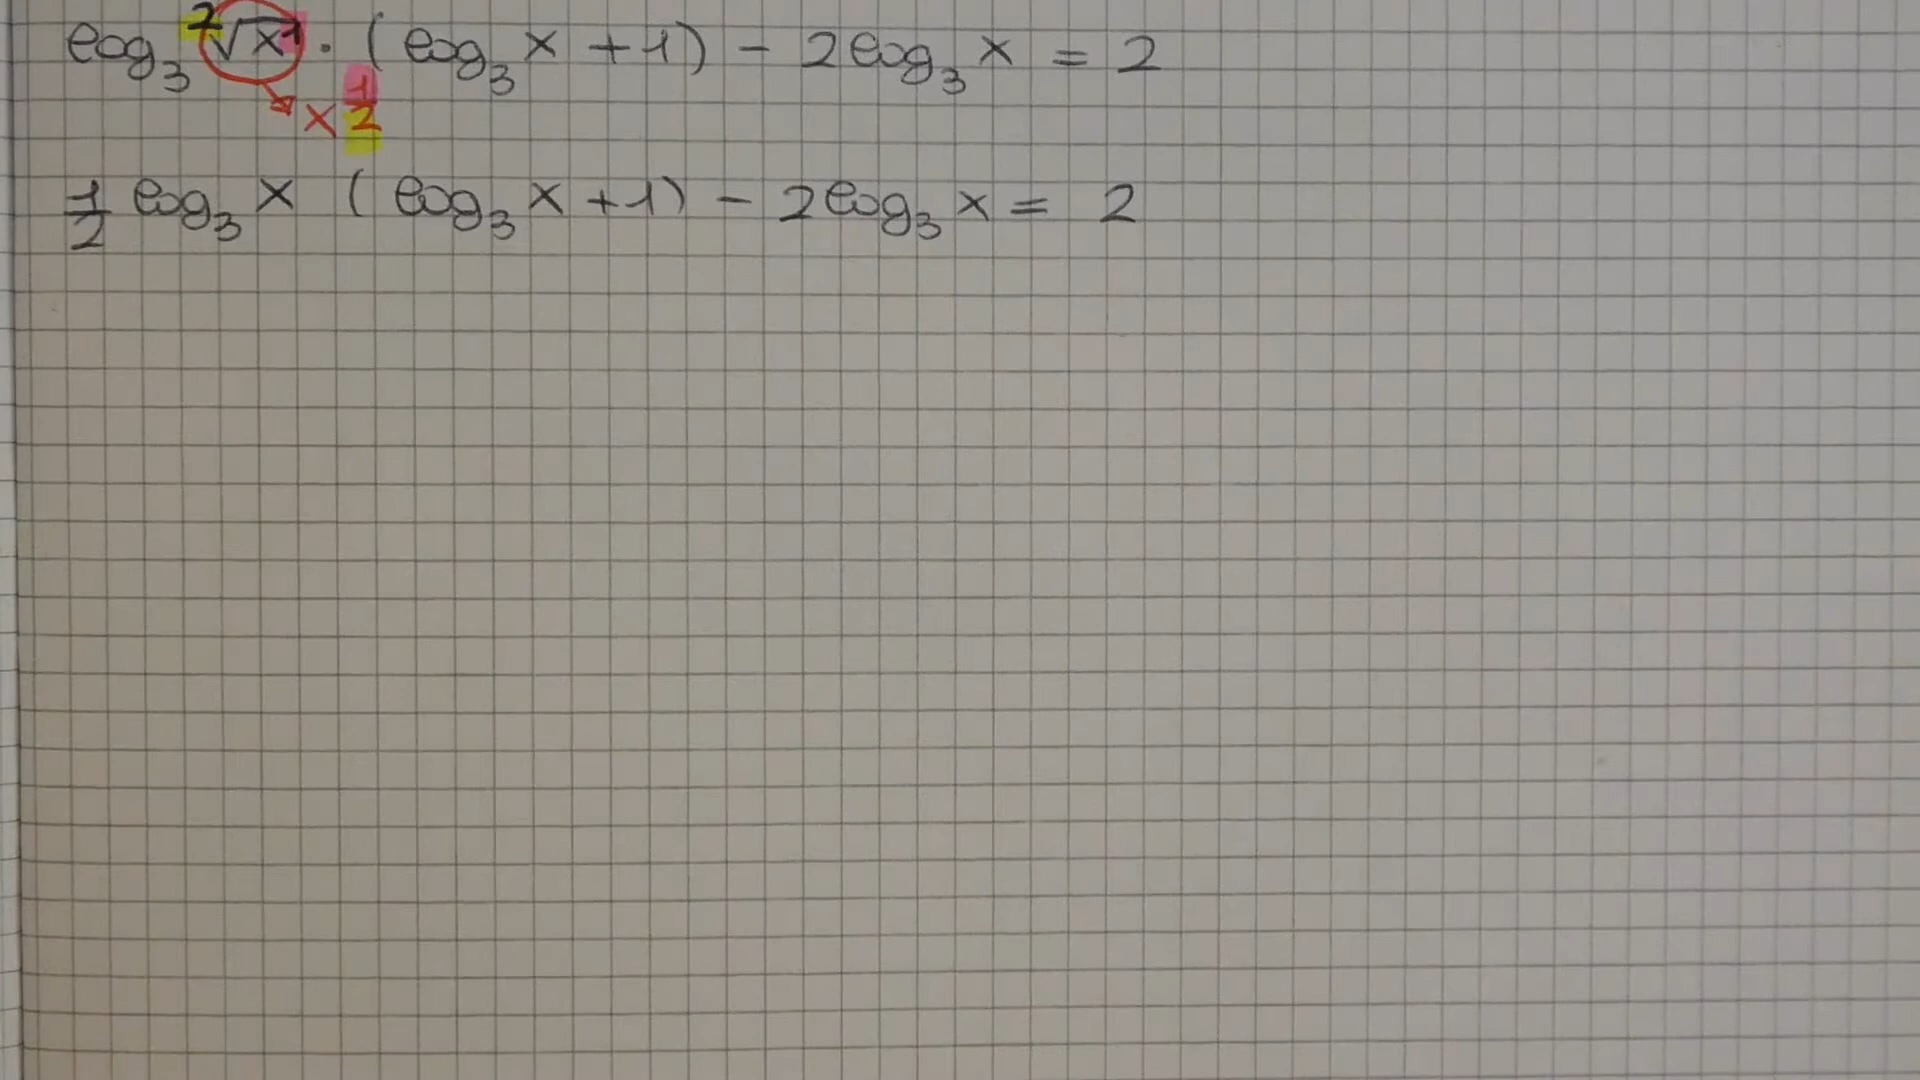 log₃ ²√x¹ · (log₃ x + 1) - 2log₃ x = 2
x^(1/2)
1/2 log₃ x (log₃ x + 1) - 2log₃ x = 2